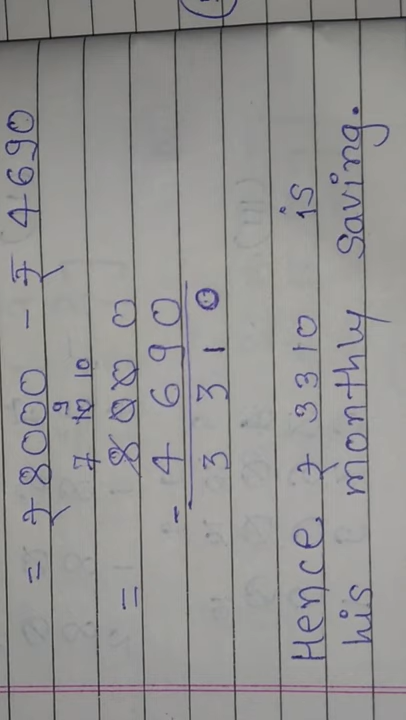 = ₹8000 - ₹ 4690
9
7 10 10
= 8000
- 4690
3310
Hence ₹ 3310 is
his monthly saving.